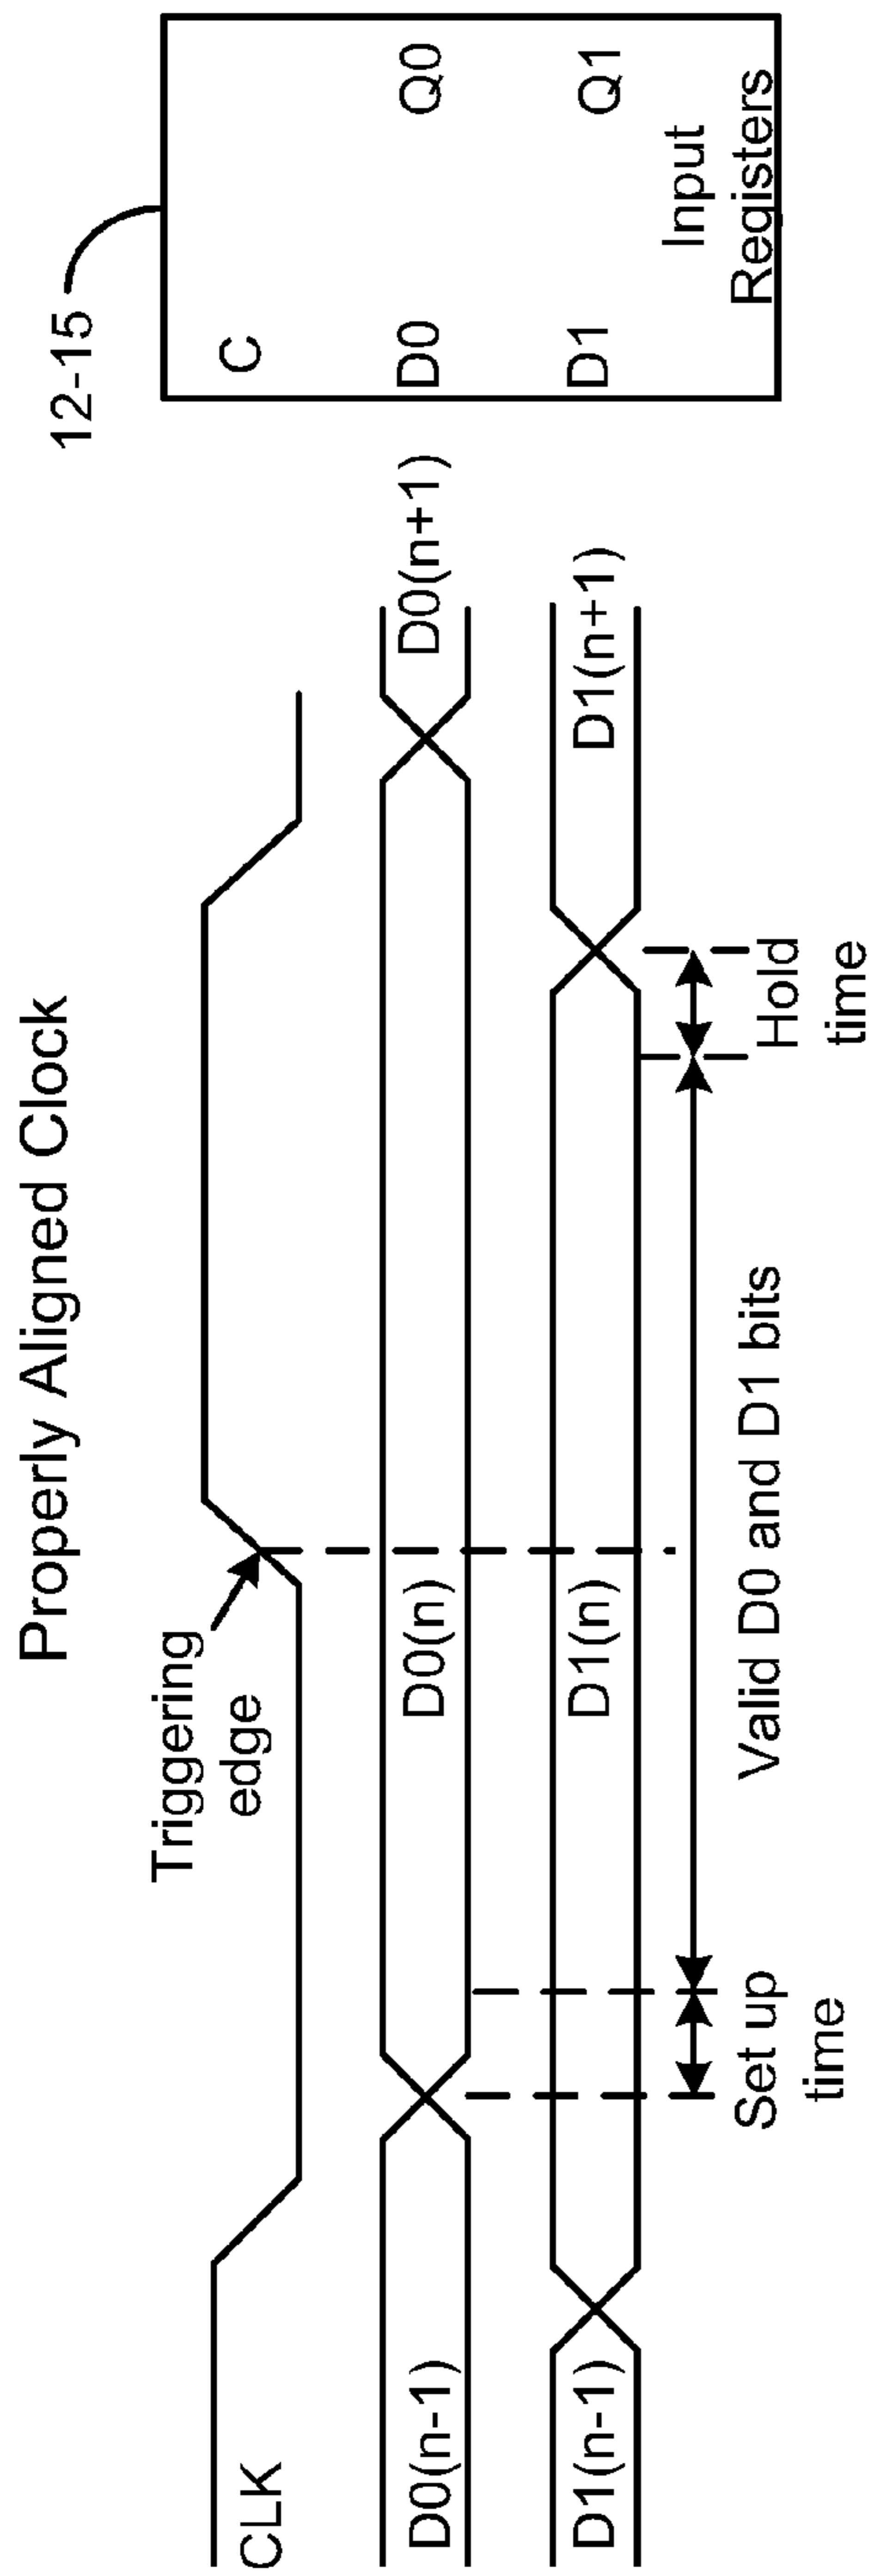 Properly Aligned Clock
12-15
Triggering
edge
CLK
C
D0(n-1)
D0(n)
D0(n+1)
D0
Q0
D1(n-1)
D1(n)
D1(n+1)
D1
Q1
Input
Registers
Set up
time
Valid D0 and D1 bits
Hold
time